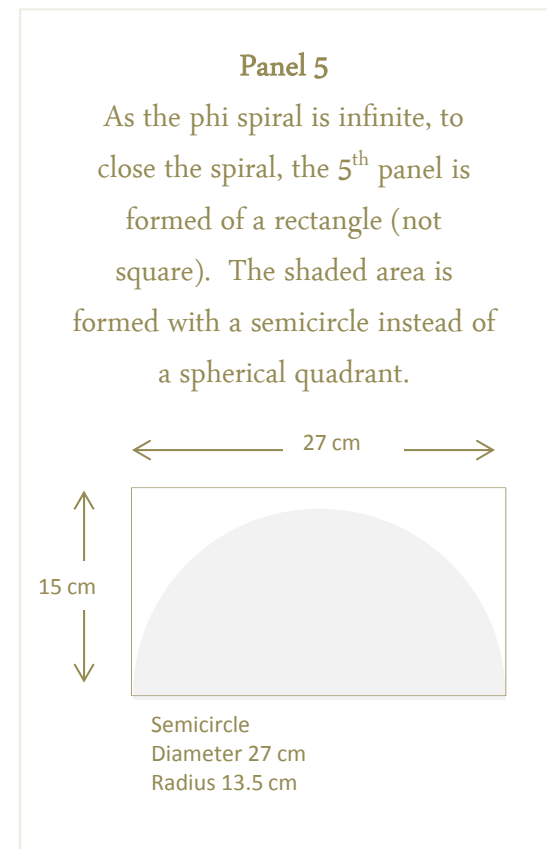 Panel 5
As the phi spiral is infinite, to
close the spiral, the 5th panel is
formed of a rectangle (not
square).  The shaded area is
formed with a semicircle instead of
a spherical quadrant.
27 cm
15 cm
Semicircle
Diameter 27 cm
Radius 13.5 cm